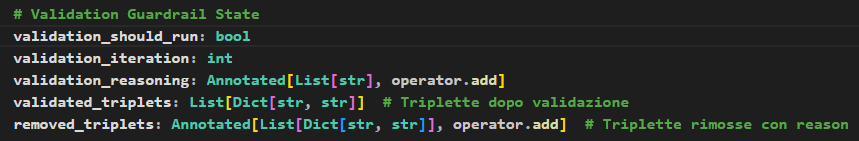 # Validation Guardrail State
validation_should_run: bool
validation_iteration: int
validation_reasoning: Annotated[List[str], operator.add]
validated_triplets: List[Dict[str, str]]  # Triplette dopo validazione
removed_triplets: Annotated[List[Dict[str, str]], operator.add]  # Triplette rimosse con reason